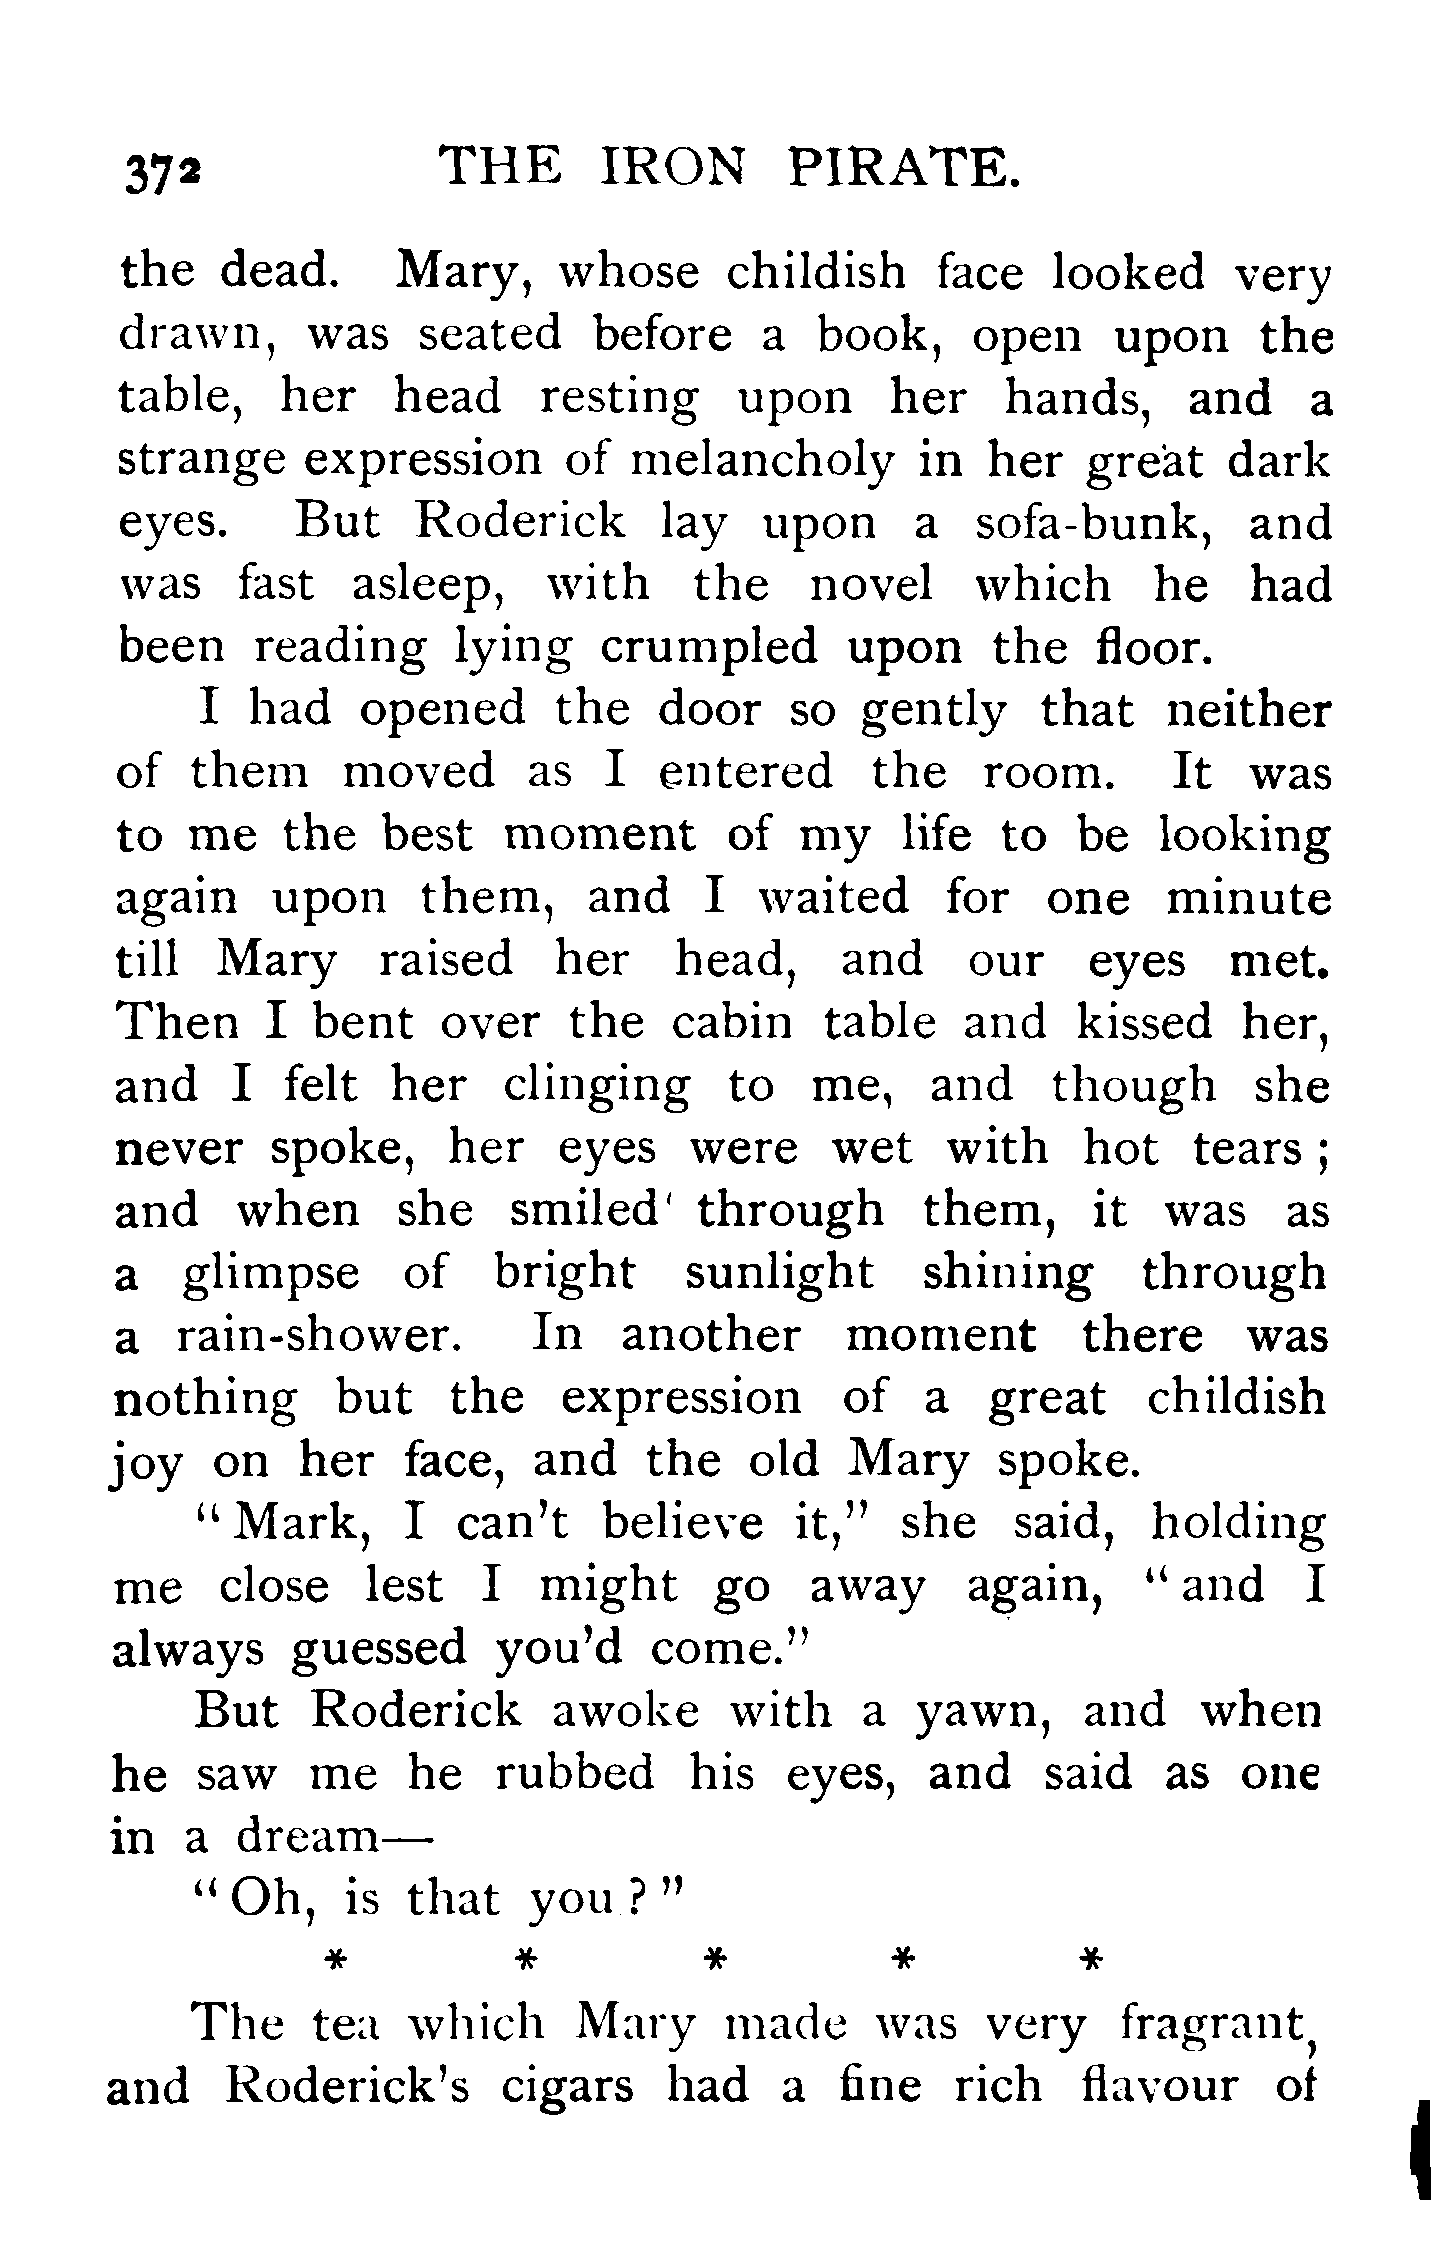 372 THE IRON PIRATE.
the dead. Mary, whose childish face looked very
drawn, was seated before a book, open upon the
table, her head resting upon her hands, and a
strange expression of melancholy in her great dark
eyes. But Roderick lay upon a sofa-bunk, and
was fast asleep, with the novel which he had
been reading lying crumpled upon the floor.
I had opened the door so gently that neither
of them moved as I entered the room. It was
to me the best moment of my life to be looking
again upon them, and I waited for one minute
till Mary raised her head, and our eyes met.
Then I bent over the cabin table and kissed her,
and I felt her clinging to me, and though she
never spoke, her eyes were wet with hot tears ;
and when she smiled through them, it was as
a glimpse of bright sunlight shining through
a rain-shower. In another moment there was
nothing but the expression of a great childish
joy on her face, and the old Mary spoke.
“ Mark, I can’t believe it,” she said, holding
me close lest I might go away again, “ and I
always guessed you’d come.”
But Roderick awoke with a yawn, and when
he saw me he rubbed his eyes, and said as one
in a dream—
“ Oh, is that you ? ”
* * * * *
The tea which Mary made was very fragrant,
and Roderick’s cigars had a fine rich flavour of